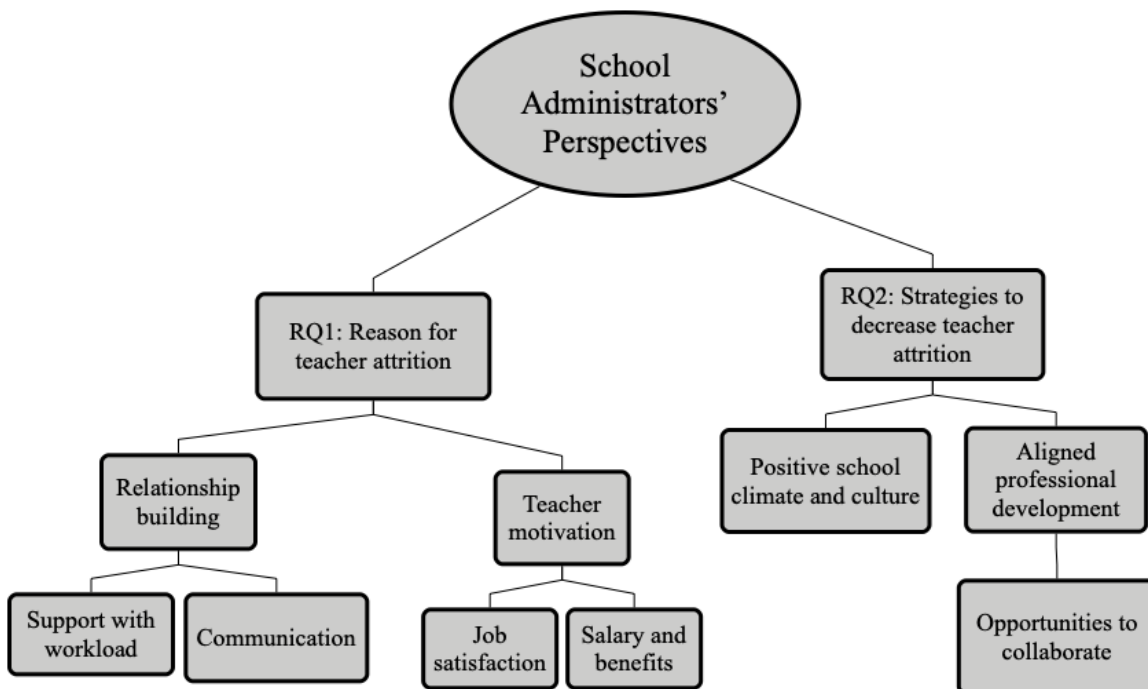 School
Administrators’
Perspectives
RQ1: Reason for
teacher attrition
RQ2: Strategies to
decrease teacher
attrition
Relationship
building
Teacher
motivation
Positive school
climate and culture
Aligned
professional
development
Support with
workload
Communication
Job
satisfaction
Salary and
benefits
Opportunities to
collaborate